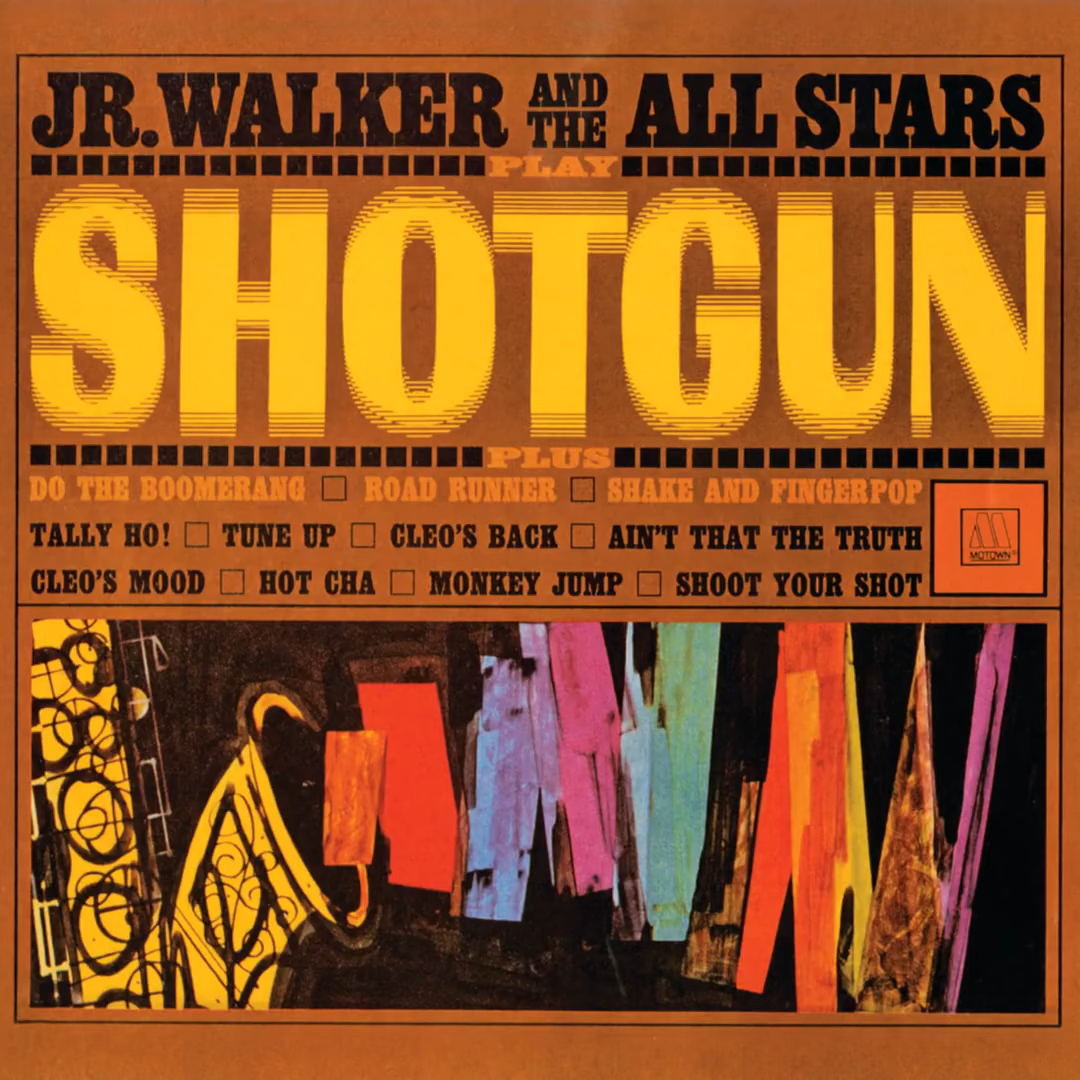 JR. WALKER AND THE ALL STARS
PLAY
SHOTGUN
PLUS
DO THE BOOMERANG □ ROAD RUNNER □ SHAKE AND FINGERPOP
TALLY HO! □ TUNE UP □ CLEO'S BACK □ AIN'T THAT THE TRUTH
CLEO'S MOOD □ HOT CHA □ MONKEY JUMP □ SHOOT YOUR SHOT
MOTOWN®